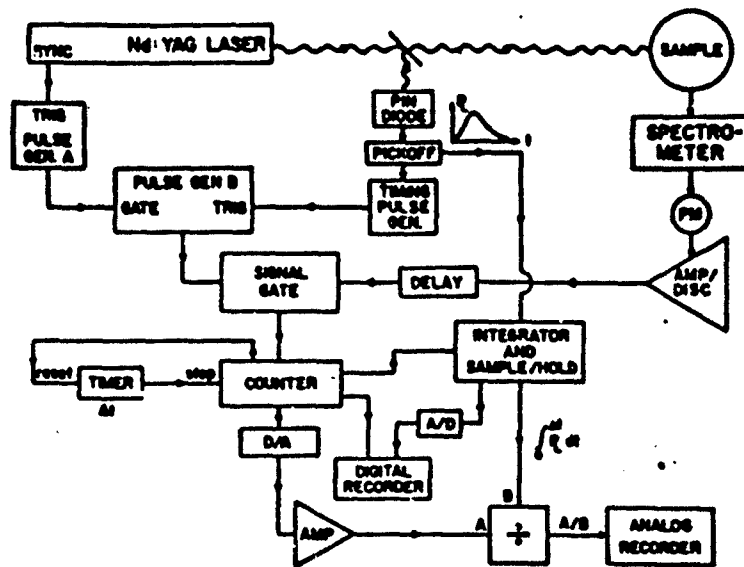 Nd:YAG LASER
SYNC
SAMPLE
TRIG
PULSE
GEN. A
PIN
DIODE
PICKOFF
SPECTRO-
METER
PULSE GEN B
GATE TRIG
TIMING
PULSE
GEN.
PM
SIGNAL
GATE
DELAY
AMP/
DISC
INTEGRATOR
AND
SAMPLE/HOLD
reset
TIMER
stop
COUNTER
Δt
D/A
A/D
DIGITAL
RECORDER
B
AMP
A
÷
A/B
ANALOG
RECORDER